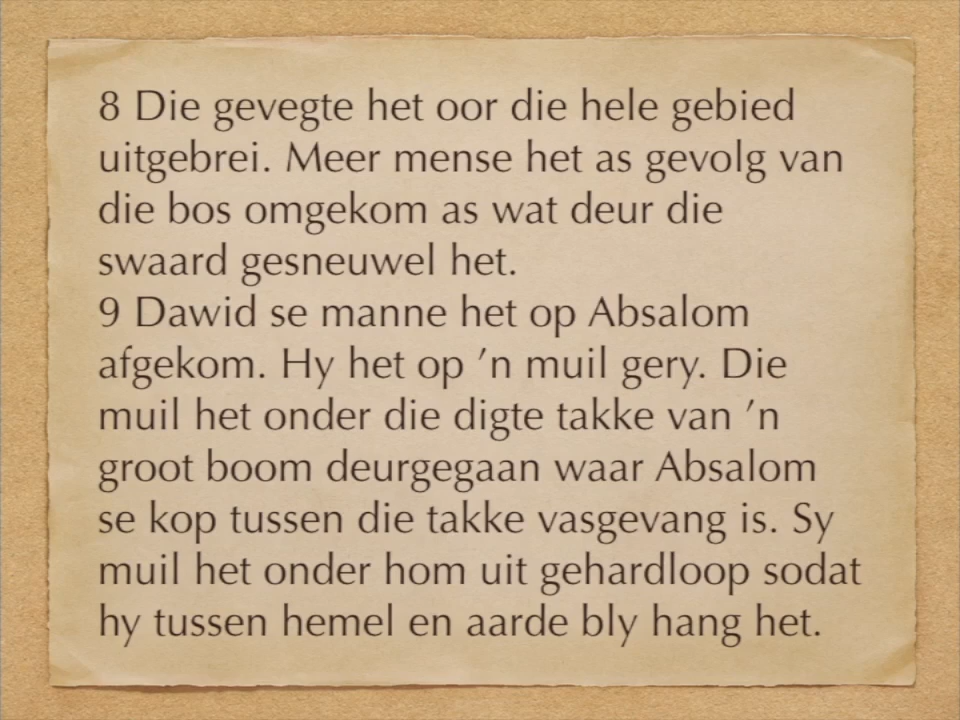 8 Die gevegte het oor die hele gebied
uitgebrei. Meer mense het as gevolg van
die bos omgekom as wat deur die
swaard gesneuwel het.
9 Dawid se manne het op Absalom
afgekom. Hy het op ’n muil gery. Die
muil het onder die digte takke van ’n
groot boom deurgegaan waar Absalom
se kop tussen die takke vasgevang is. Sy
muil het onder hom uit gehardloop sodat
hy tussen hemel en aarde bly hang het.